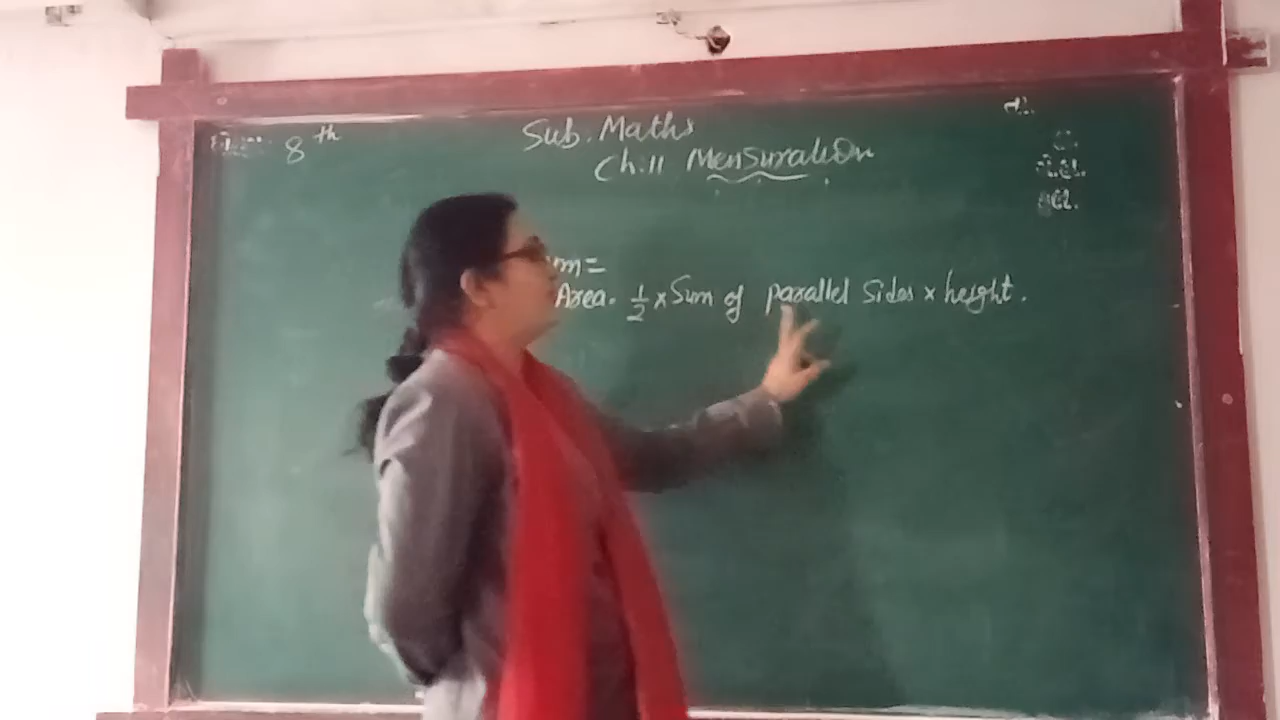 8th
Sub. Maths
Ch.11 Mensuration
m=
Area. 1/2 × Sum of parallel sides × height.